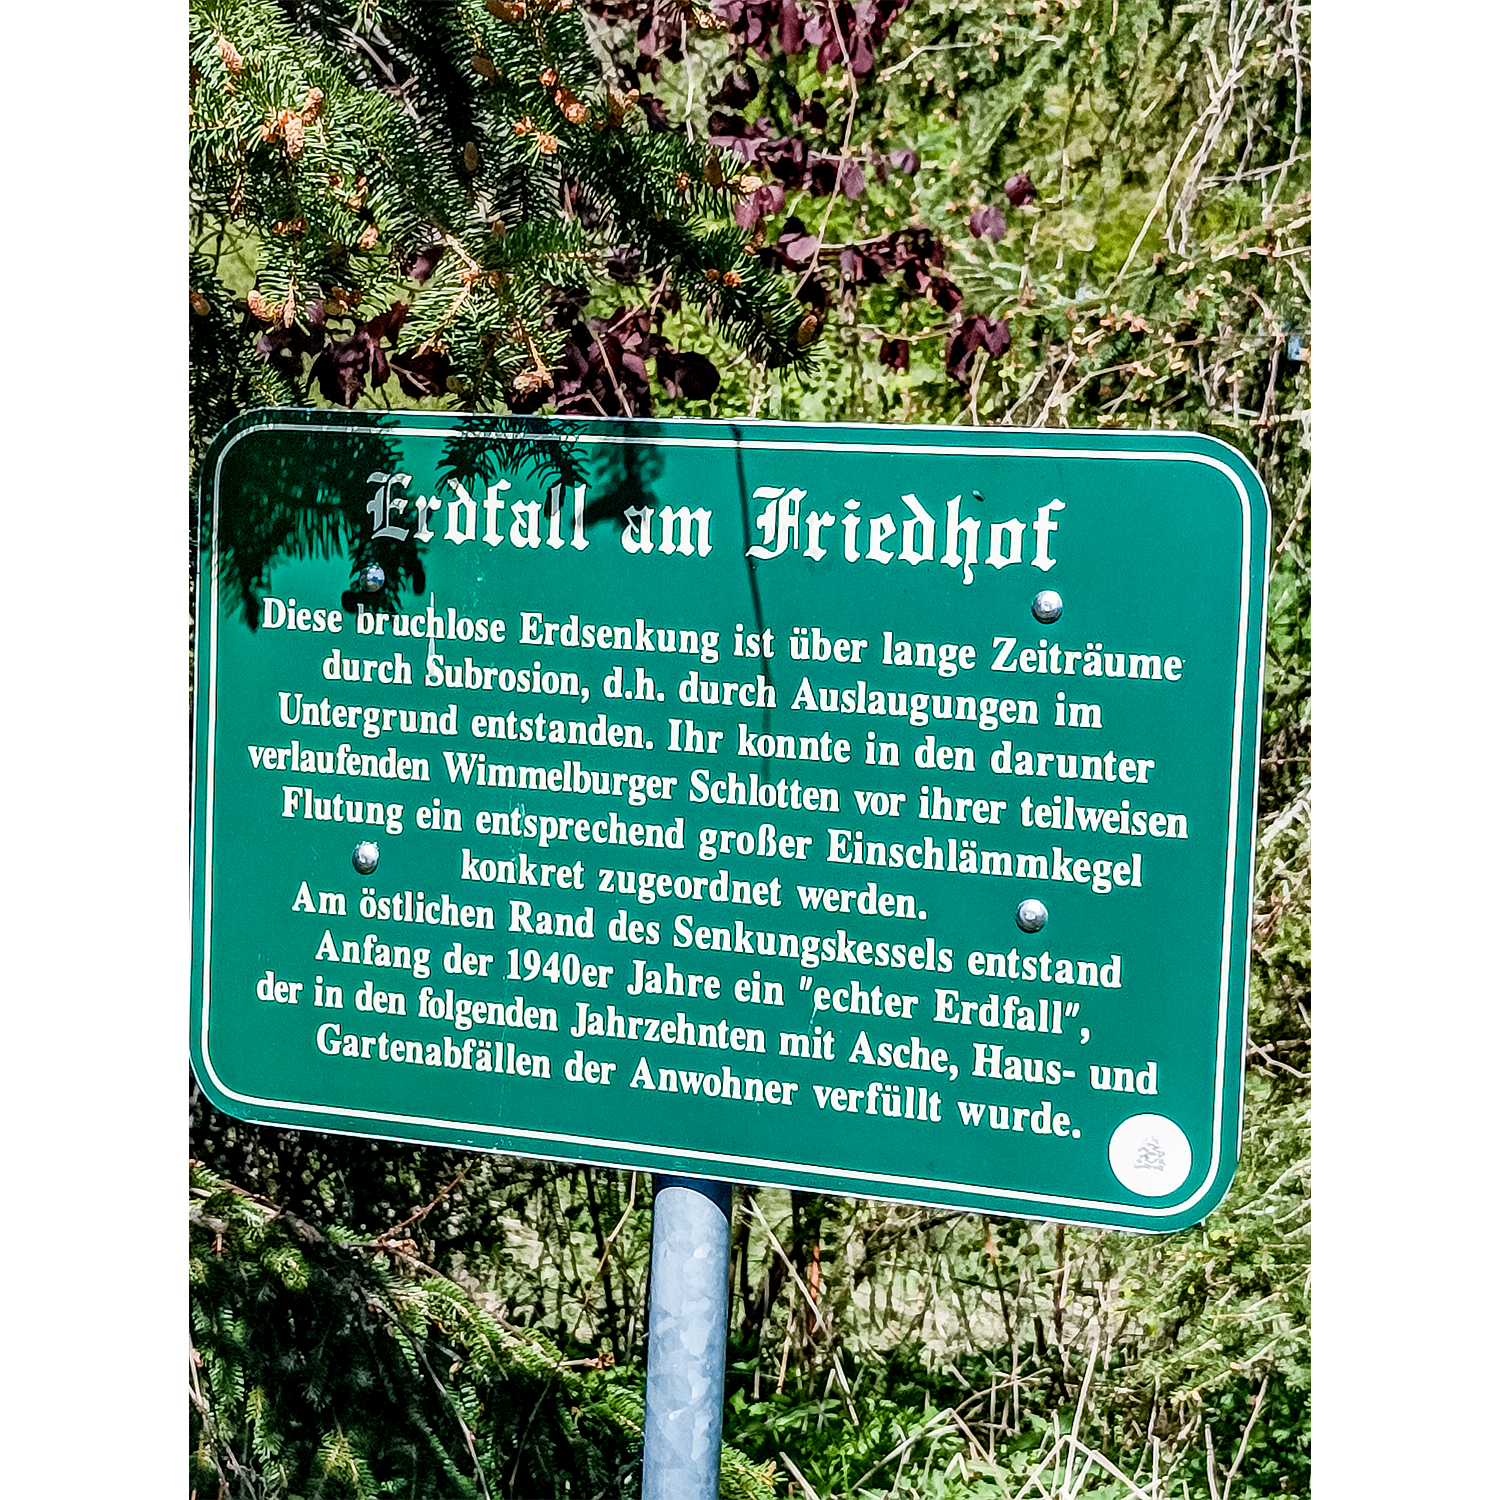 Erdfall am Friedhof
Diese bruchlose Erdsenkung ist über lange Zeiträume
durch Subrosion, d.h. durch Auslaugungen im
Untergrund entstanden. Ihr konnte in den darunter
verlaufenden Wimmelburger Schlotten vor ihrer teilweisen
Flutung ein entsprechend großer Einschlämmkegel
konkret zugeordnet werden.
Am östlichen Rand des Senkungskessels entstand
Anfang der 1940er Jahre ein "echter Erdfall",
der in den folgenden Jahrzehnten mit Asche, Haus- und
Gartenabfällen der Anwohner verfüllt wurde.